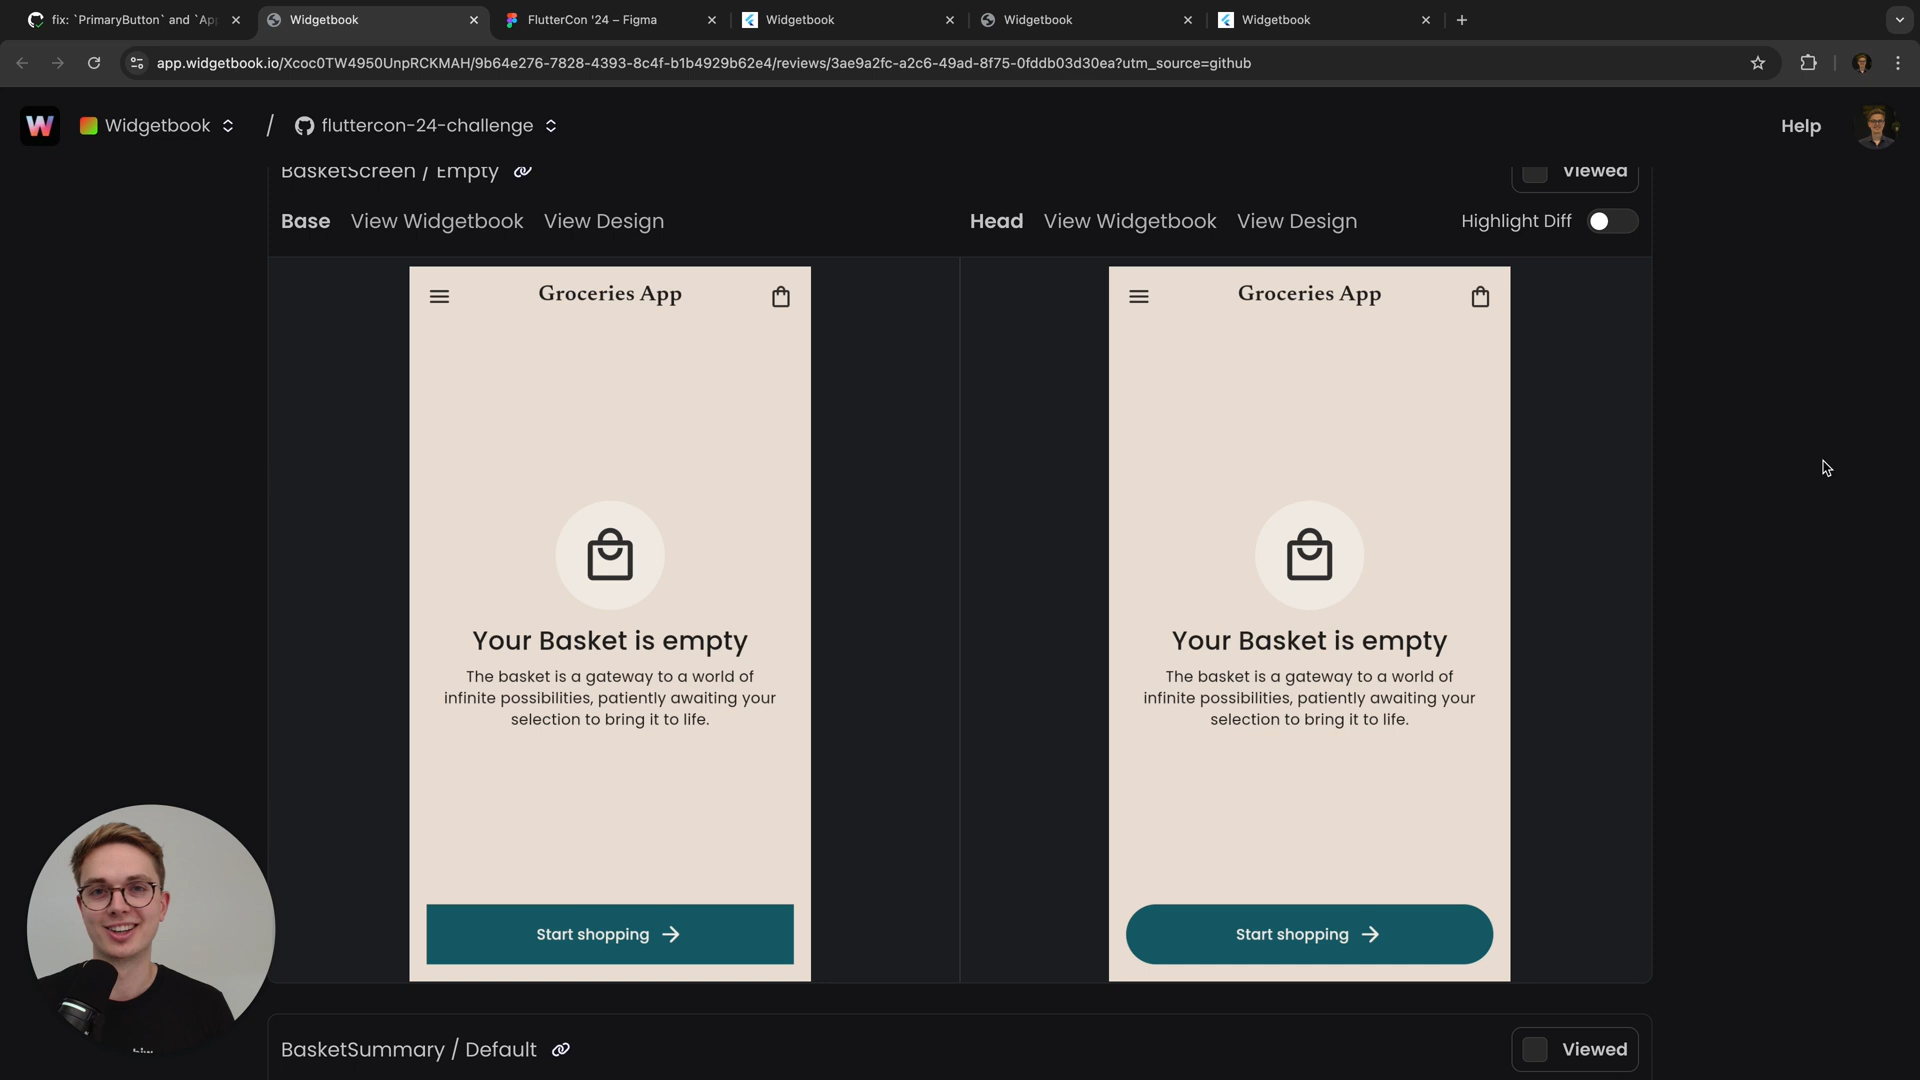 fix: `PrimaryButton` and `App
Widgetbook
FlutterCon '24 – Figma
Widgetbook
Widgetbook
Widgetbook
app.widgetbook.io/Xcoc0TW4950UnpRCKMAH/9b64e276-7828-4393-8c4f-b1b4929b62e4/reviews/3ae9a2fc-a2c6-49ad-8f75-0fddb03d30ea?utm_source=github
W
Widgetbook
/
fluttercon-24-challenge
Help
BasketScreen / Empty
Viewed
Base
View Widgetbook
View Design
Head
View Widgetbook
View Design
Highlight Diff
Groceries App
Your Basket is empty
The basket is a gateway to a world of
infinite possibilities, patiently awaiting your
selection to bring it to life.
Start shopping
Groceries App
Your Basket is empty
The basket is a gateway to a world of
infinite possibilities, patiently awaiting your
selection to bring it to life.
Start shopping
BasketSummary / Default
Viewed